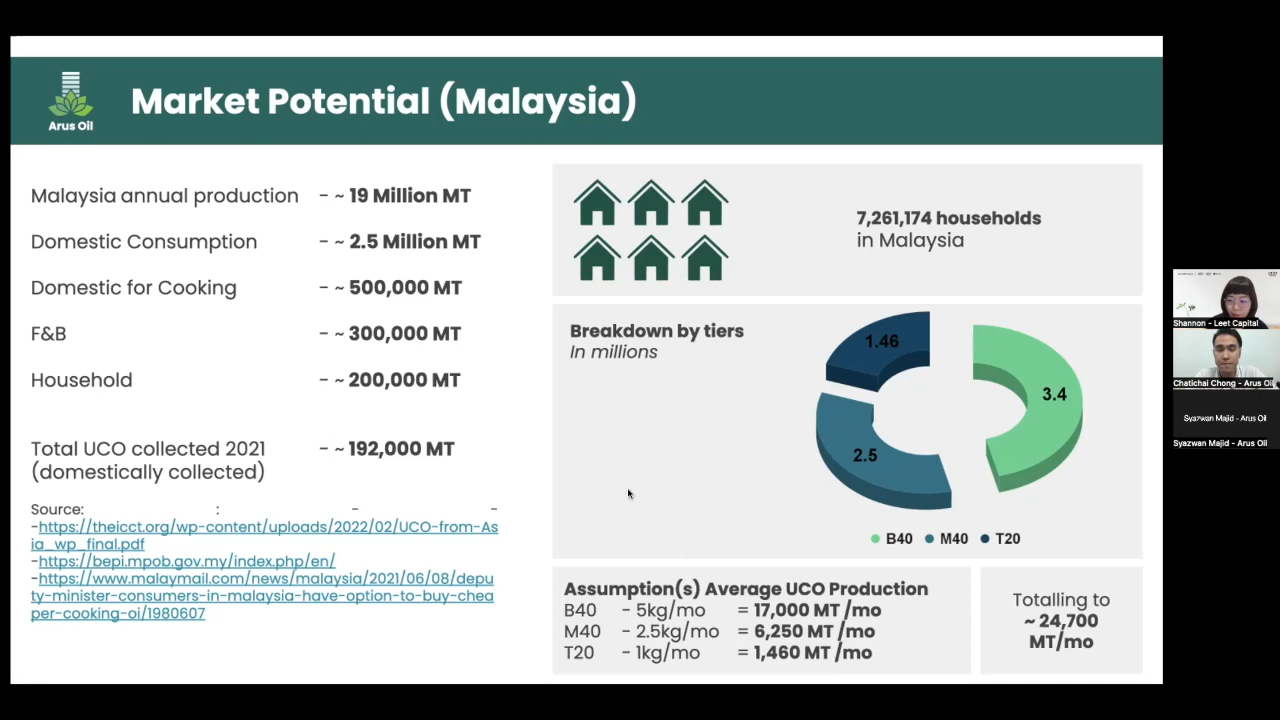 Arus Oil
Market Potential (Malaysia)
Malaysia annual production - ~ 19 Million MT
Domestic Consumption - ~ 2.5 Million MT
Domestic for Cooking - ~ 500,000 MT
F&B - ~ 300,000 MT
Household - ~ 200,000 MT
Total UCO collected 2021 - ~ 192,000 MT
(domestically collected)
Source: : - -
-https://theicct.org/wp-content/uploads/2022/02/UCO-from-As
ia_wp_final.pdf
-https://bepi.mpob.gov.my/index.php/en/
-https://www.malaymail.com/news/malaysia/2021/06/08/depu
ty-minister-consumers-in-malaysia-have-option-to-buy-chea
per-cooking-oi/1980607
7,261,174 households
in Malaysia
Breakdown by tiers
In millions
1.46
3.4
2.5
B40 M40 T20
Assumption(s) Average UCO Production
B40 - 5kg/mo = 17,000 MT /mo
M40 - 2.5kg/mo = 6,250 MT /mo
T20 - 1kg/mo = 1,460 MT /mo
Totalling to
~ 24,700
MT/mo
Shannon - Leet Capital
Chatichai Chong - Arus Oil
Syazwan Majid - Arus Oil
Syazwan Majid - Arus Oil